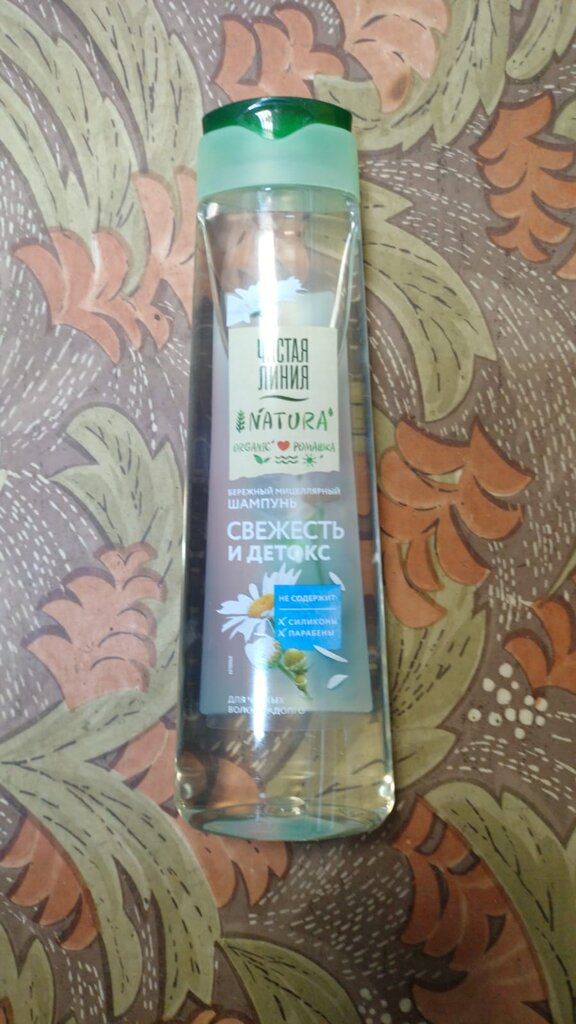 ЧИСТАЯ
ЛИНИЯ
NATURA
ORGANIC РОМАШКА
БЕРЕЖНЫЙ МИЦЕЛЛЯРНЫЙ
ШАМПУНЬ
СВЕЖЕСТЬ
И ДЕТОКС
НЕ СОДЕРЖИТ:
СИЛИКОНЫ
ПАРАБЕНЫ
ДЛЯ